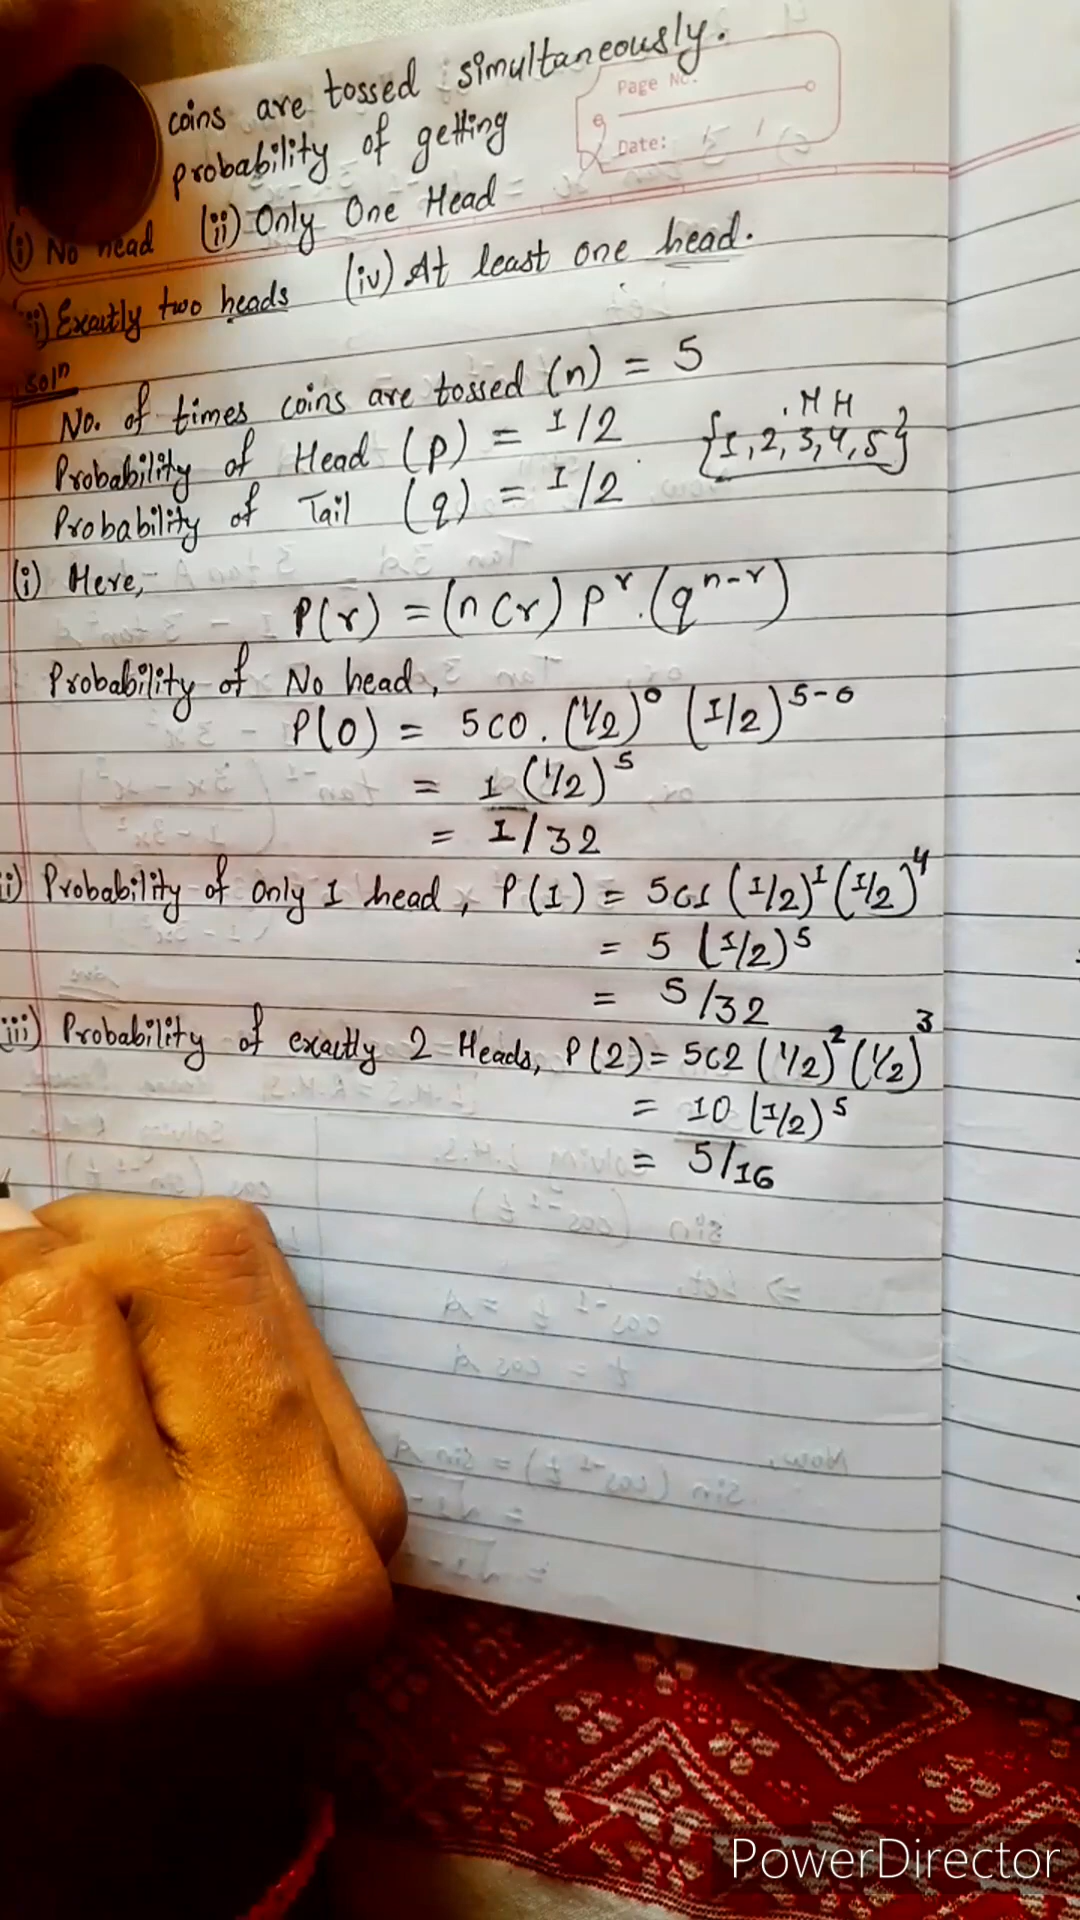 coins are tossed simultaneously.
Page No.
probability of getting
Date:
(i) No head (ii) Only One Head
i) Exactly two heads (iv) At least one head.
Soln
No. of times coins are tossed (n) = 5
Probability of Head (p) = 1/2
H H
{1,2,3,4,5}
Probability of Tail (q) = 1/2
(i) Here,
P(r) = (nCr) p^r . (q^n-r)
Probability of No head,
P(0) = 5C0 . (1/2)^0 (1/2)^5-0
= 1 (1/2)^5
= 1/32
ii) Probability of only 1 head, P(1) = 5C1 (1/2)^1 (1/2)^4
= 5 (1/2)^5
= 5/32
iii) Probability of exactly 2 Heads, P(2) = 5C2 (1/2)^2 (1/2)^3
= 10 (1/2)^5
= 5/16
PowerDirector